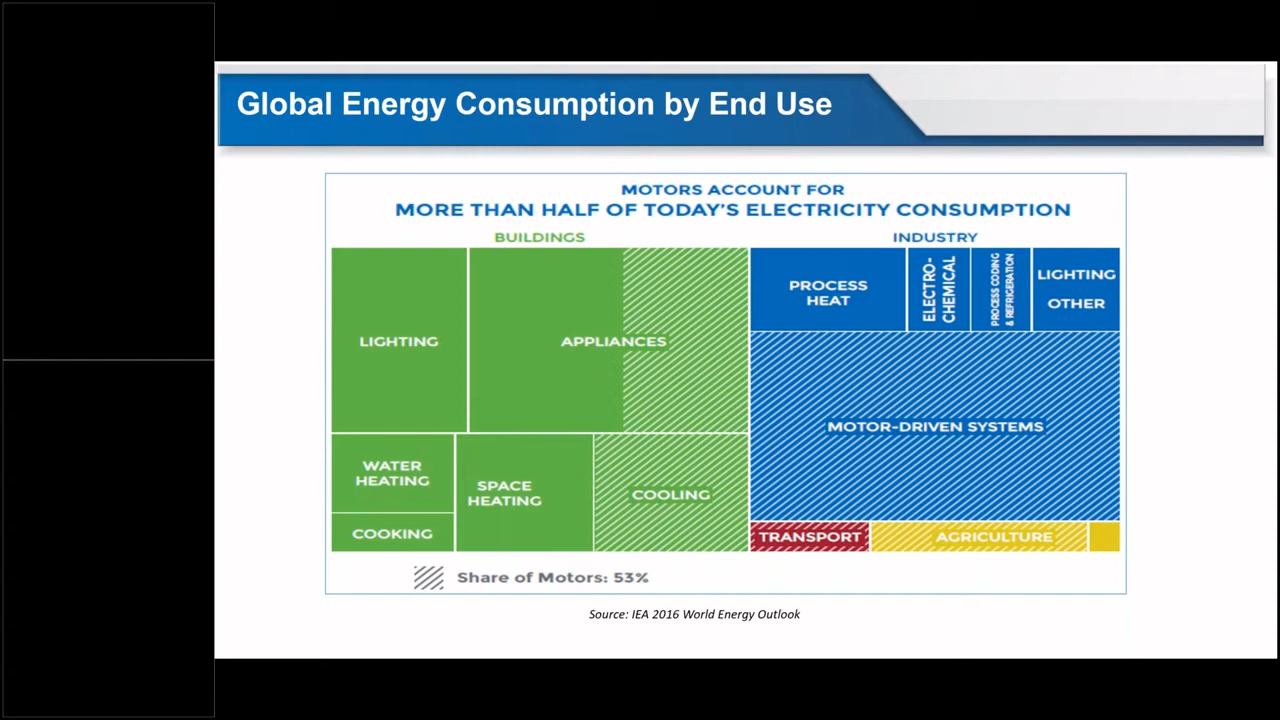 Global Energy Consumption by End Use
MOTORS ACCOUNT FOR
MORE THAN HALF OF TODAY'S ELECTRICITY CONSUMPTION
BUILDINGS
INDUSTRY
LIGHTING
APPLIANCES
WATER
HEATING
COOKING
SPACE
HEATING
COOLING
PROCESS
HEAT
ELECTRO-
CHEMICAL
PROCESS CODING
& REFRIGERATION
LIGHTING
OTHER
MOTOR-DRIVEN SYSTEMS
TRANSPORT
AGRICULTURE
Share of Motors: 53%
Source: IEA 2016 World Energy Outlook